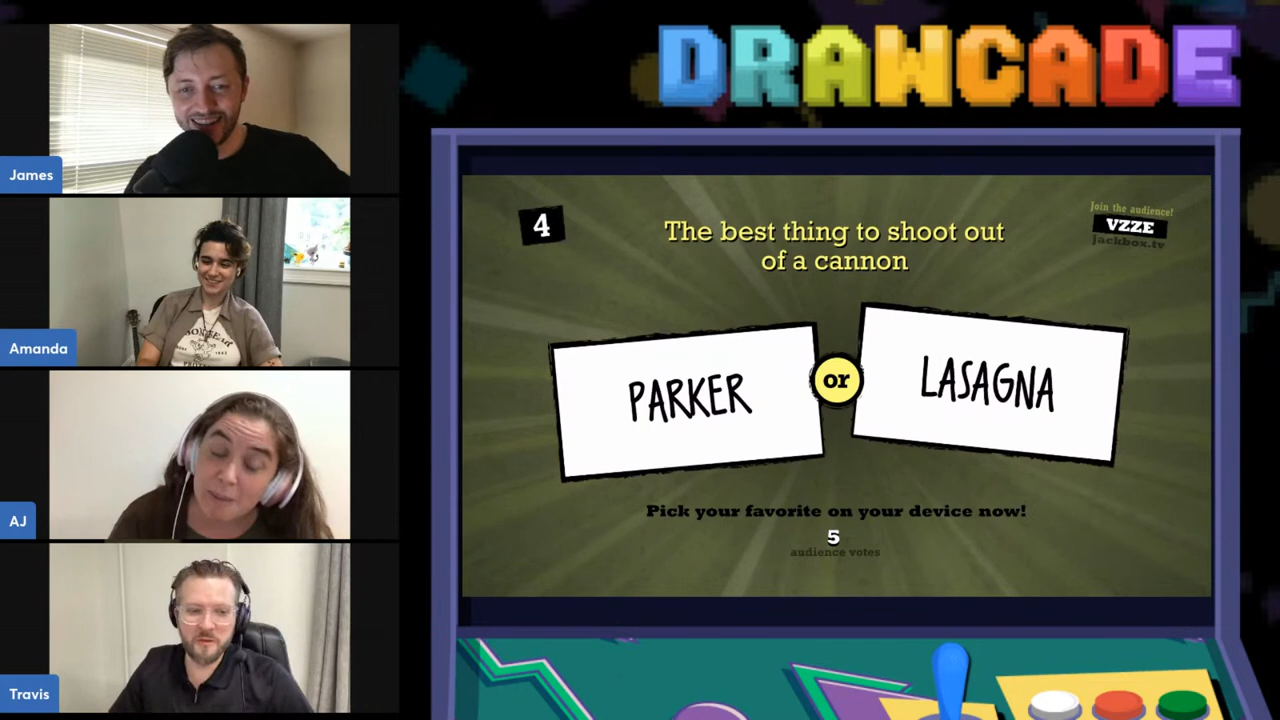 DRAWCADE
James
Amanda
AJ
Travis
4
The best thing to shoot out
of a cannon
Join the audience!
VZZE
jackbox.tv
PARKER
or
LASAGNA
Pick your favorite on your device now!
5
audience votes